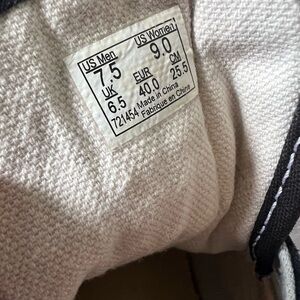 US Men US Women
7.5 9.0
UK EUR CM
6.5 40.0 25.5
721454 Made in China
Fabriqué en Chine